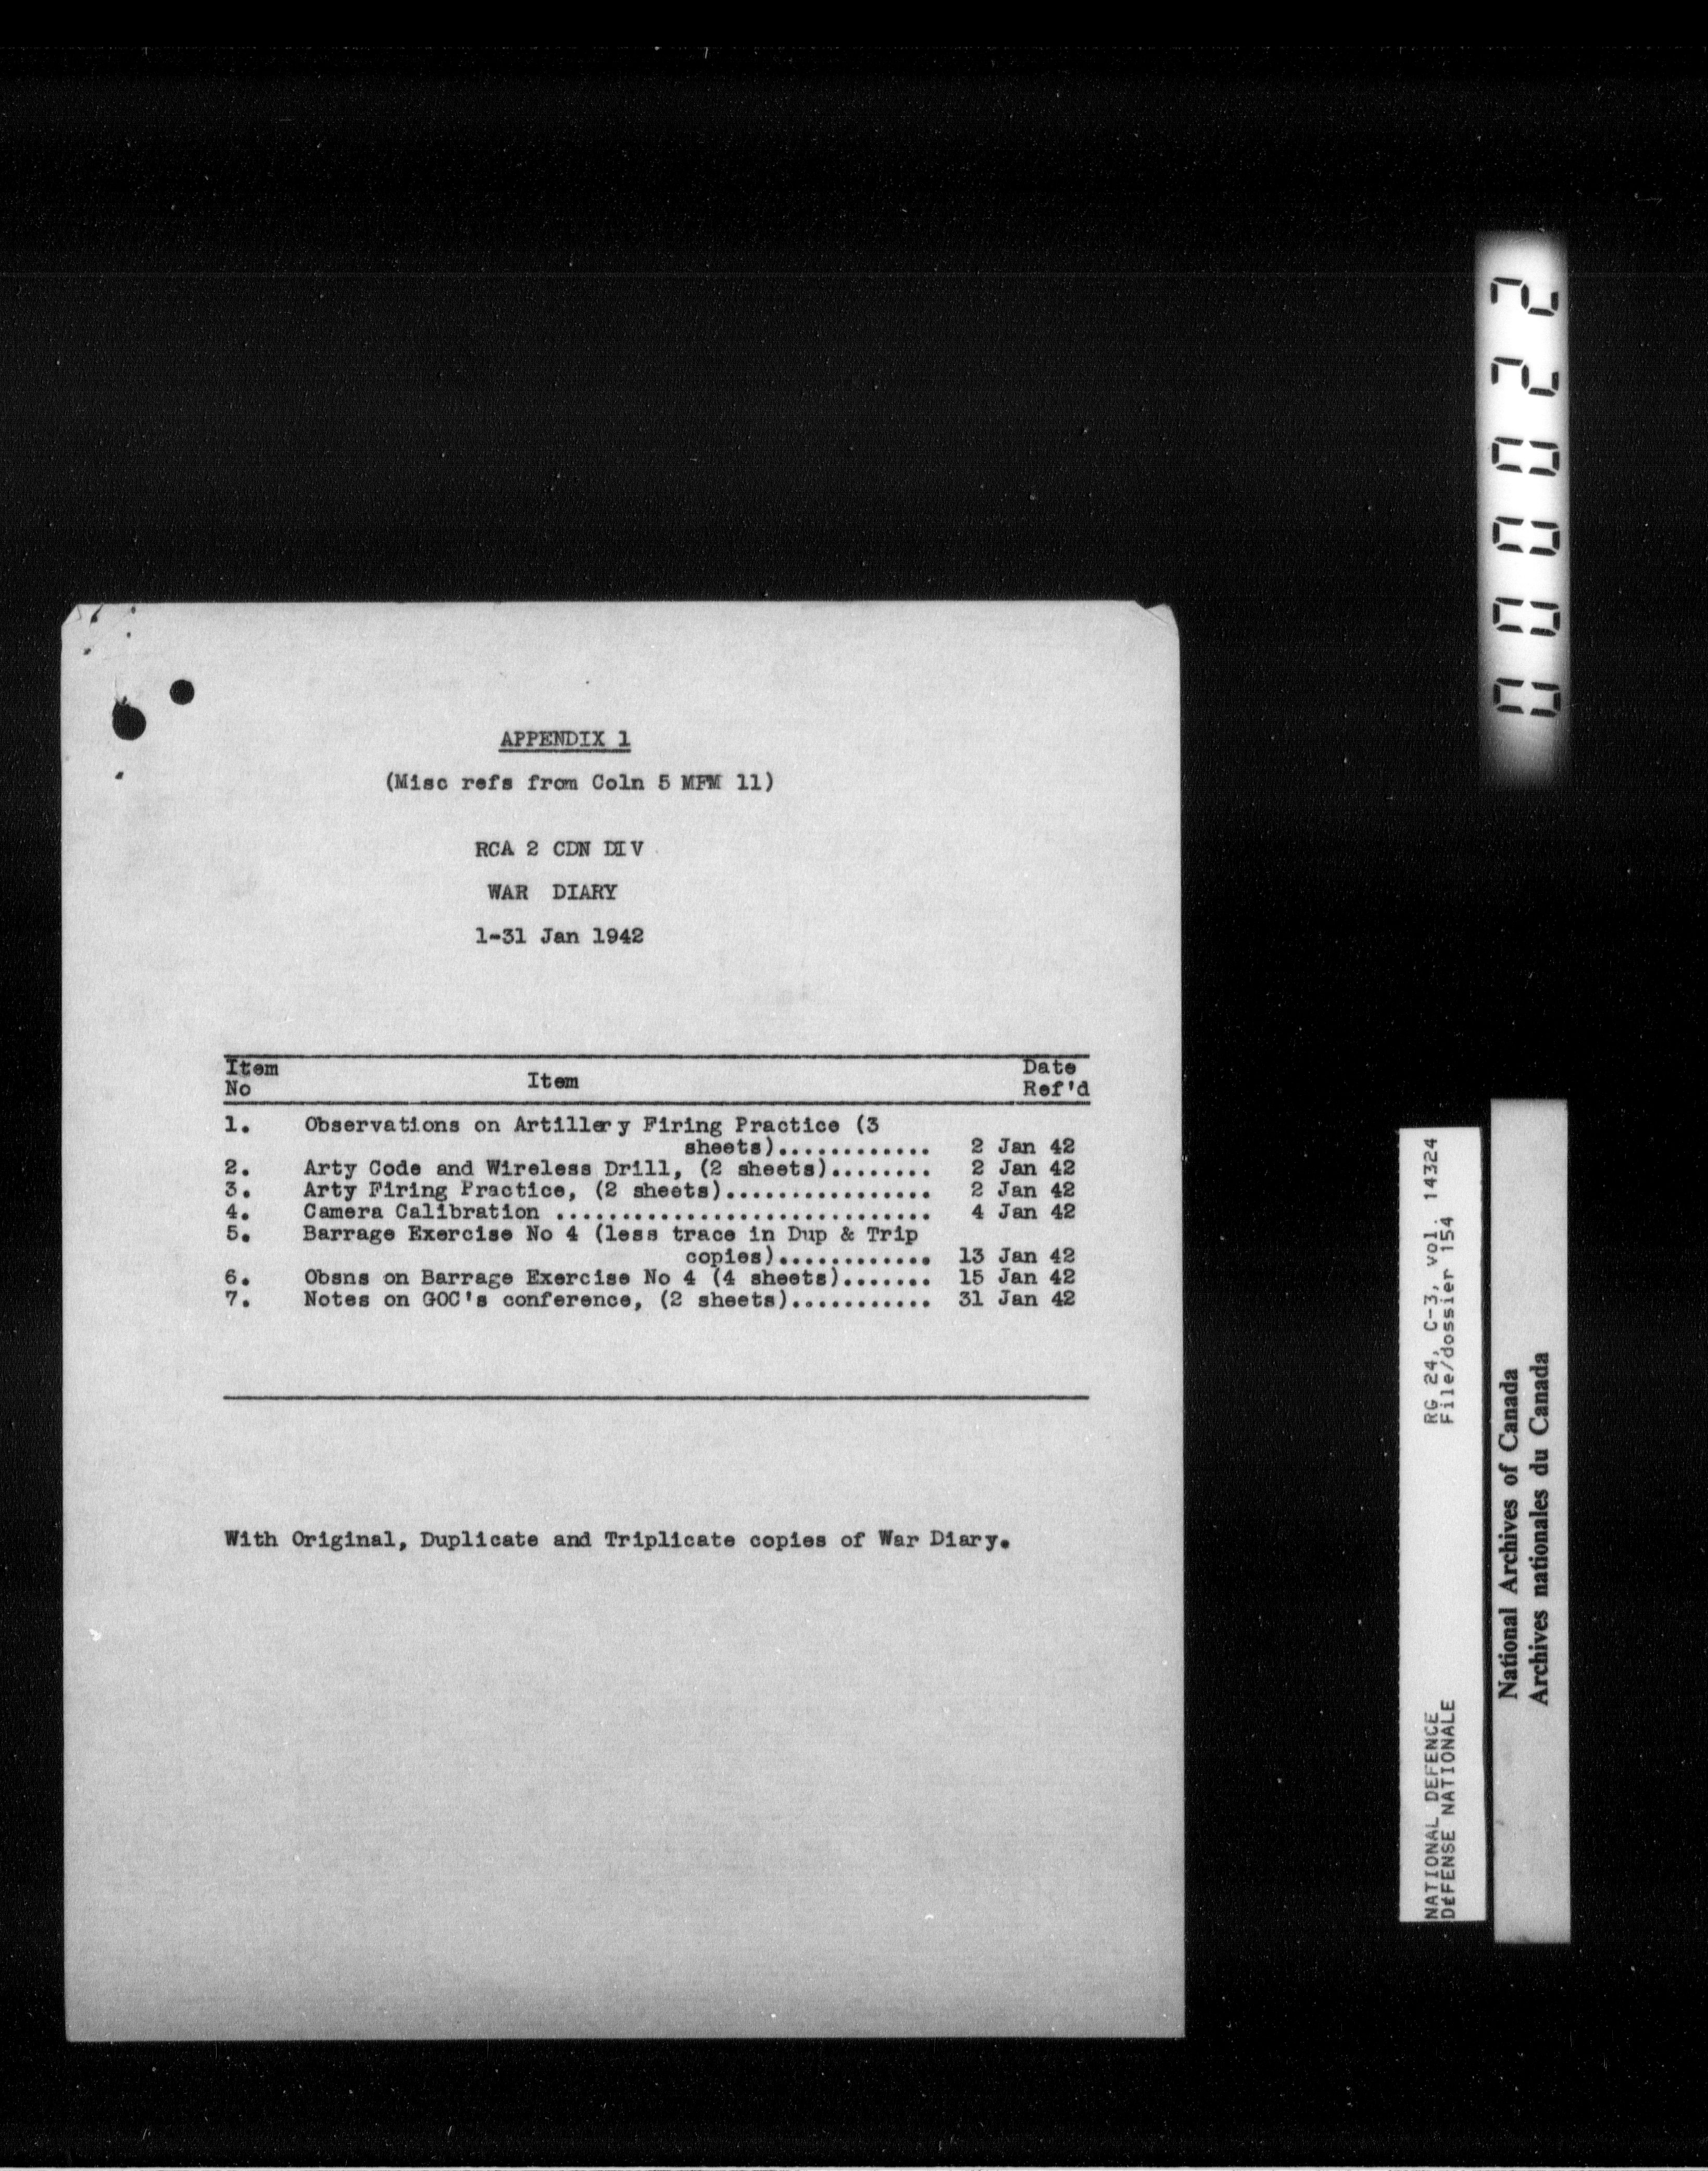 APPENDIX 1
(Misc refs from Coln 5 MFM 11)
RCA 2 CDN DIV
WAR DIARY
1-31 Jan 1942
Item No Item Date Ref'd
1. Observations on Artillery Firing Practice (3
sheets)............ 2 Jan 42
2. Arty Code and Wireless Drill, (2 sheets)........ 2 Jan 42
3. Arty Firing Practice, (2 sheets)................ 2 Jan 42
4. Camera Calibration ............................. 4 Jan 42
5. Barrage Exercise No 4 (less trace in Dup & Trip
copies)............ 13 Jan 42
6. Obsns on Barrage Exercise No 4 (4 sheets)....... 15 Jan 42
7. Notes on GOC's conference, (2 sheets)........... 31 Jan 42
With Original, Duplicate and Triplicate copies of War Diary.
000022
NATIONAL DEFENCE RG 24, C-3, vol. 14324
DÉFENSE NATIONALE File/dossier 154
National Archives of Canada
Archives nationales du Canada